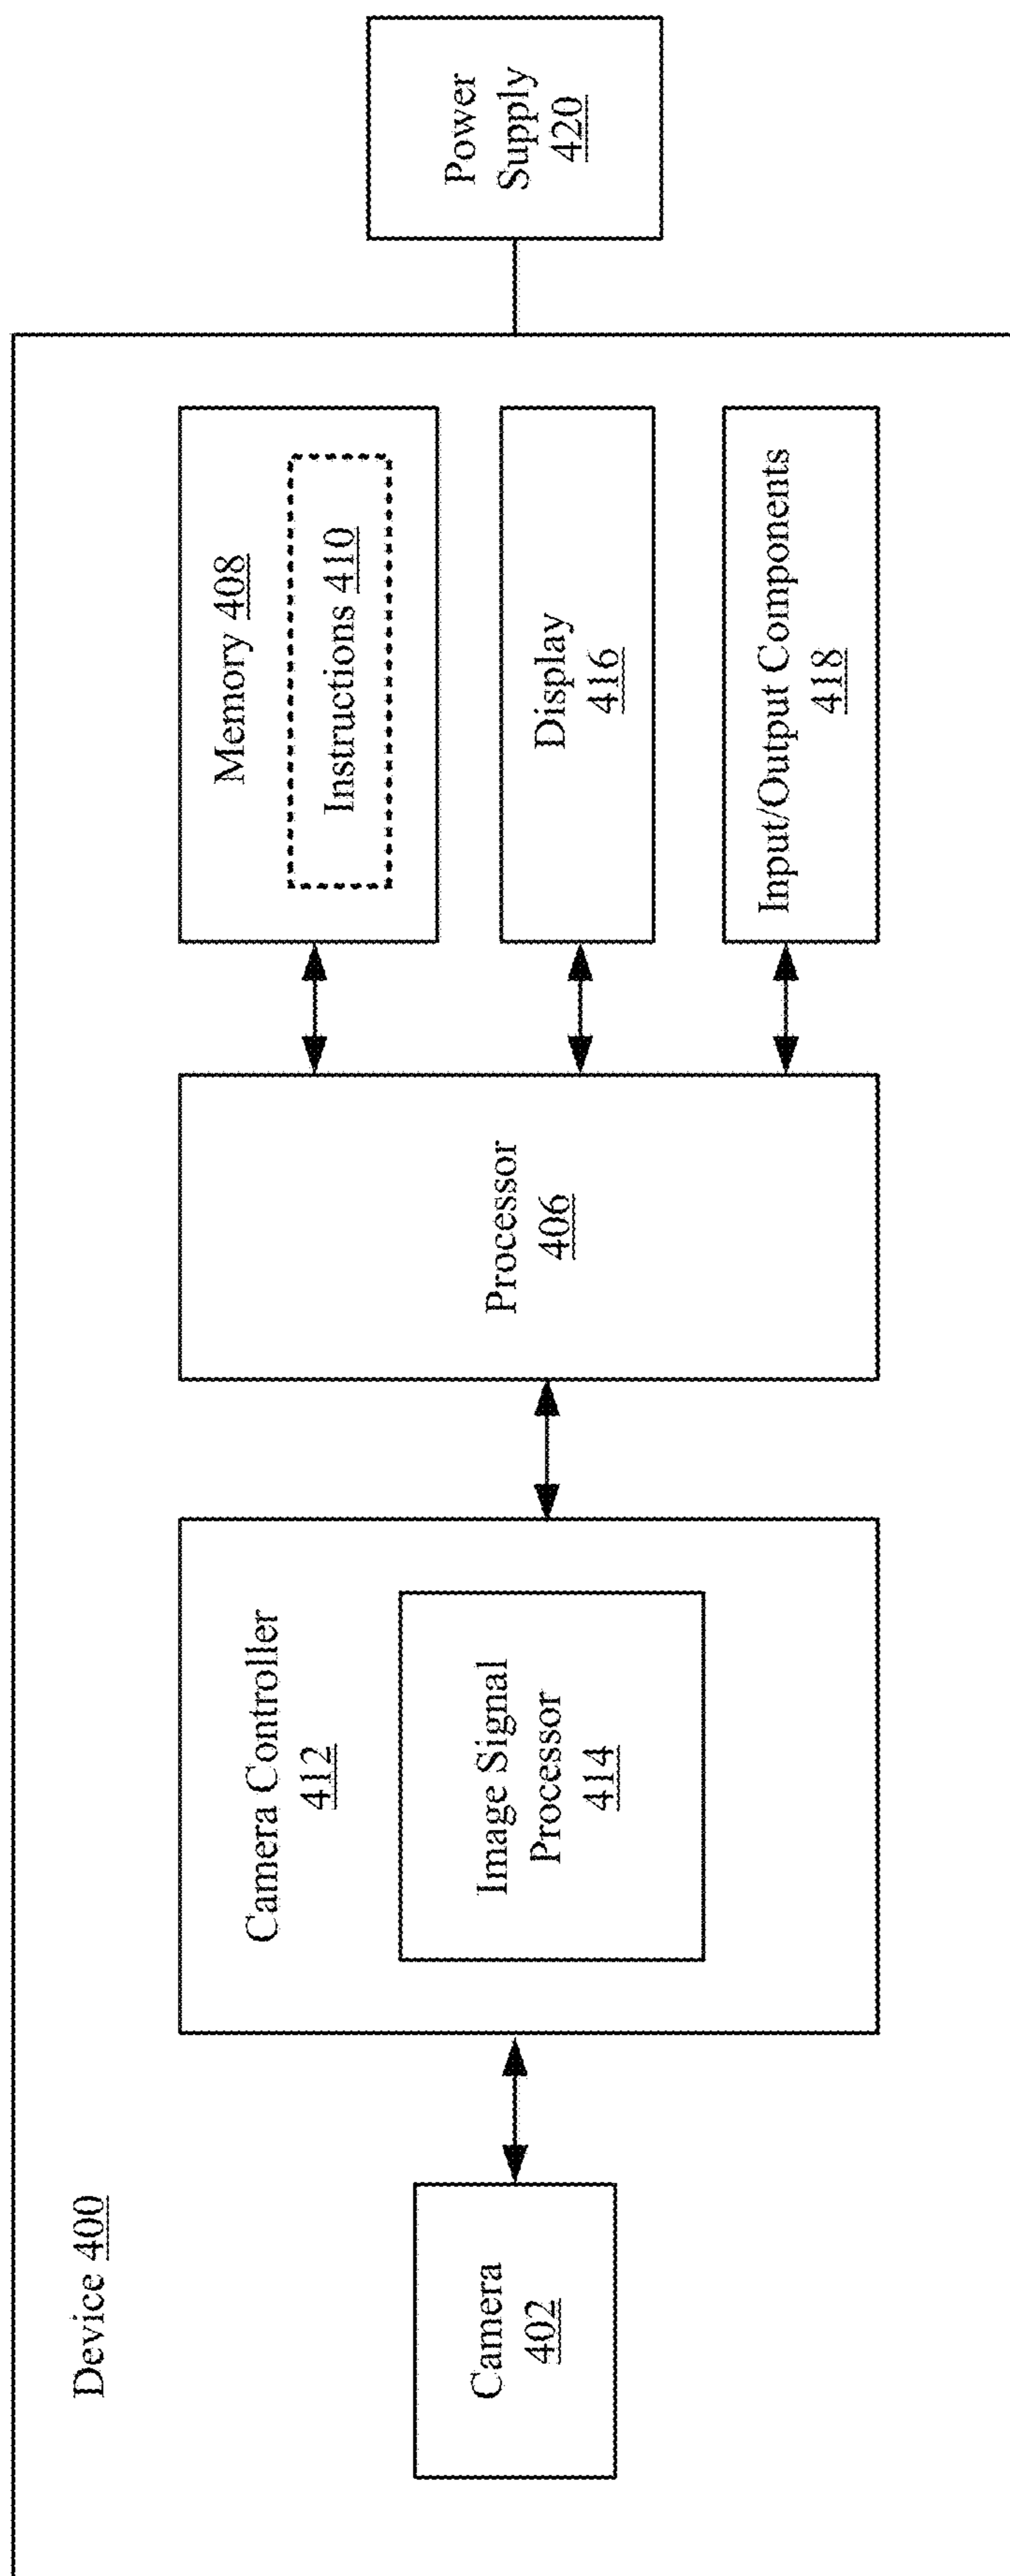 Device 400
Camera
402
Camera Controller
412
Image Signal
Processor
414
Processor
406
Memory 408
Instructions 410
Display
416
Input/Output Components
418
Power
Supply
420